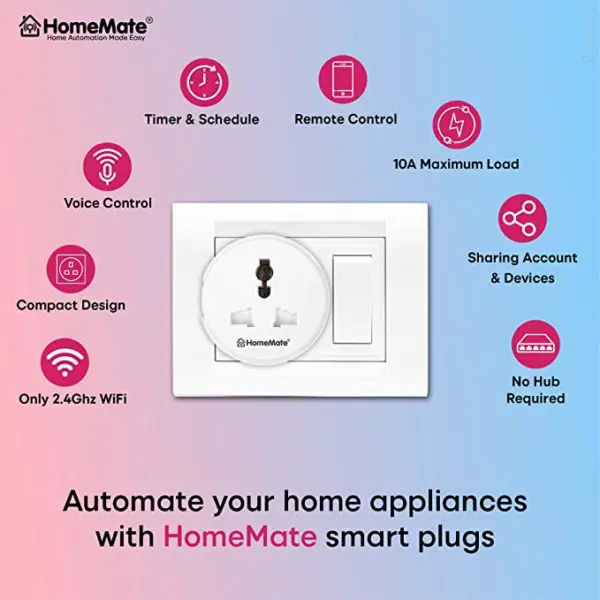 HomeMate®
Home Automation Made Easy
Timer & Schedule
Remote Control
10A Maximum Load
Voice Control
Sharing Account
& Devices
Compact Design
HomeMate®
Only 2.4Ghz WiFi
No Hub
Required
Automate your home appliances
with HomeMate smart plugs